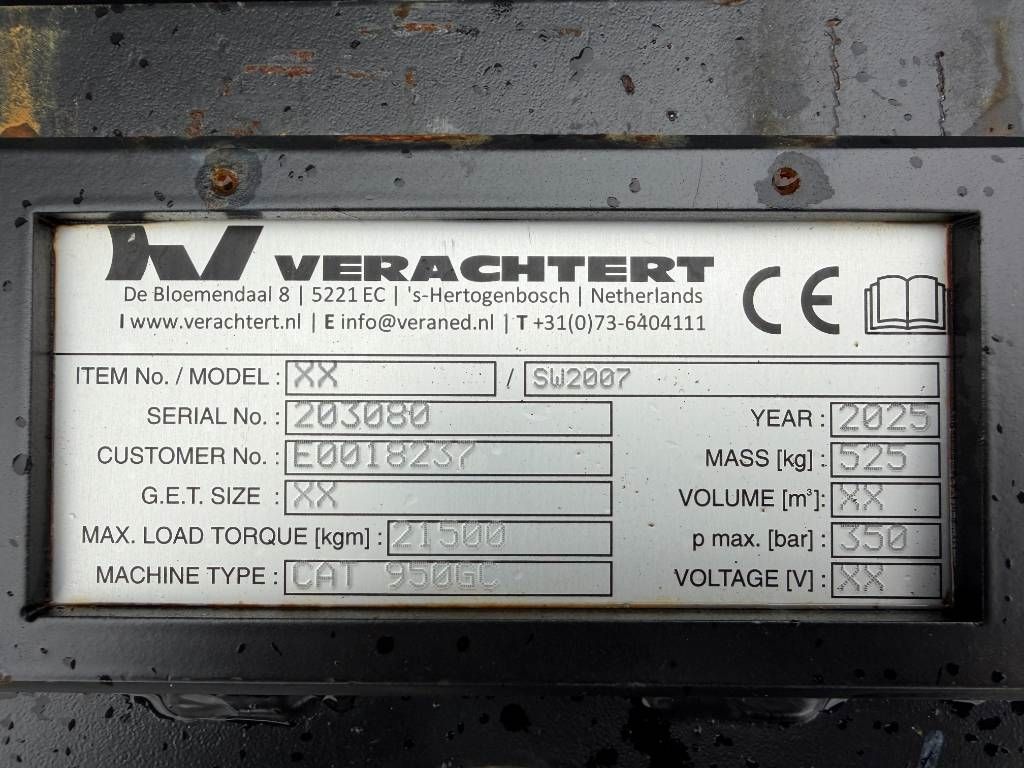 VERACHTERT
De Bloemendaal 8 | 5221 EC | 's-Hertogenbosch | Netherlands
I www.verachtert.nl | E info@veraned.nl | T +31(0)73-6404111
CE
ITEM No. / MODEL : XX / SW2007
SERIAL No. : 203080 YEAR : 2025
CUSTOMER No. : E0018237 MASS [kg] : 525
G.E.T. SIZE : XX VOLUME [m³]: XX
MAX. LOAD TORQUE [kgm] : 21500 p max. [bar] : 350
MACHINE TYPE : CAT 950GC VOLTAGE [V] : XX